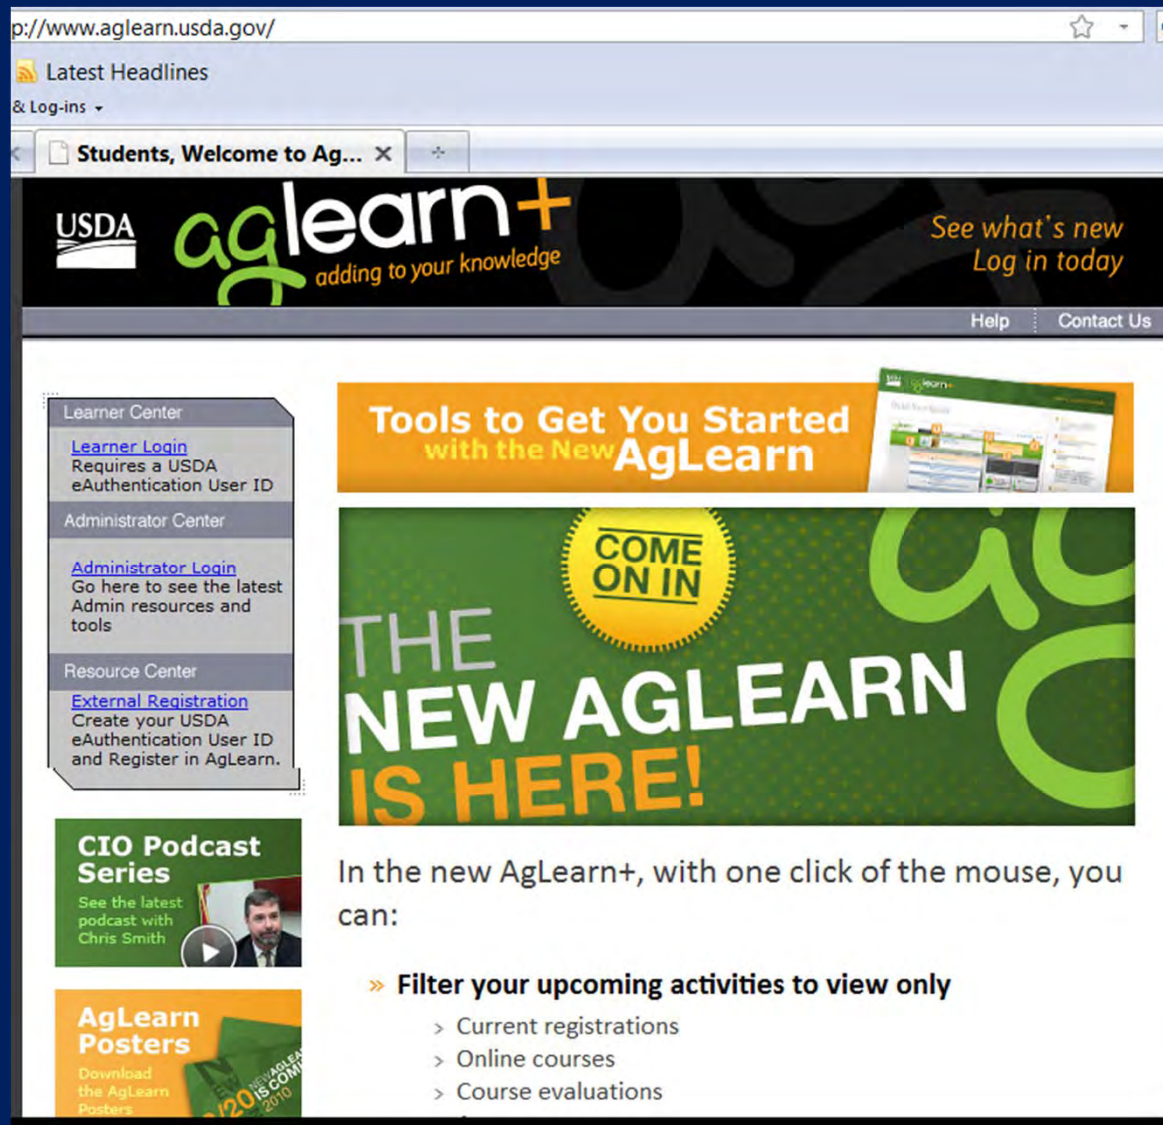 p://www.aglearn.usda.gov/
Latest Headlines
& Log-ins
Students, Welcome to Ag...
USDA
aglearn+
adding to your knowledge
See what's new
Log in today
Help
Contact Us
Learner Center
Learner Login
Requires a USDA
eAuthentication User ID
Administrator Center
Administrator Login
Go here to see the latest
Admin resources and
tools
Resource Center
External Registration
Create your USDA
eAuthentication User ID
and Register in AgLearn.
CIO Podcast
Series
See the latest
podcast with
Chris Smith
AgLearn
Posters
Download
the AgLearn
Posters
Tools to Get You Started
with the New AgLearn
COME
ON IN
THE
NEW AGLEARN
IS HERE!
In the new AgLearn+, with one click of the mouse, you
can:
» Filter your upcoming activities to view only
> Current registrations
> Online courses
> Course evaluations